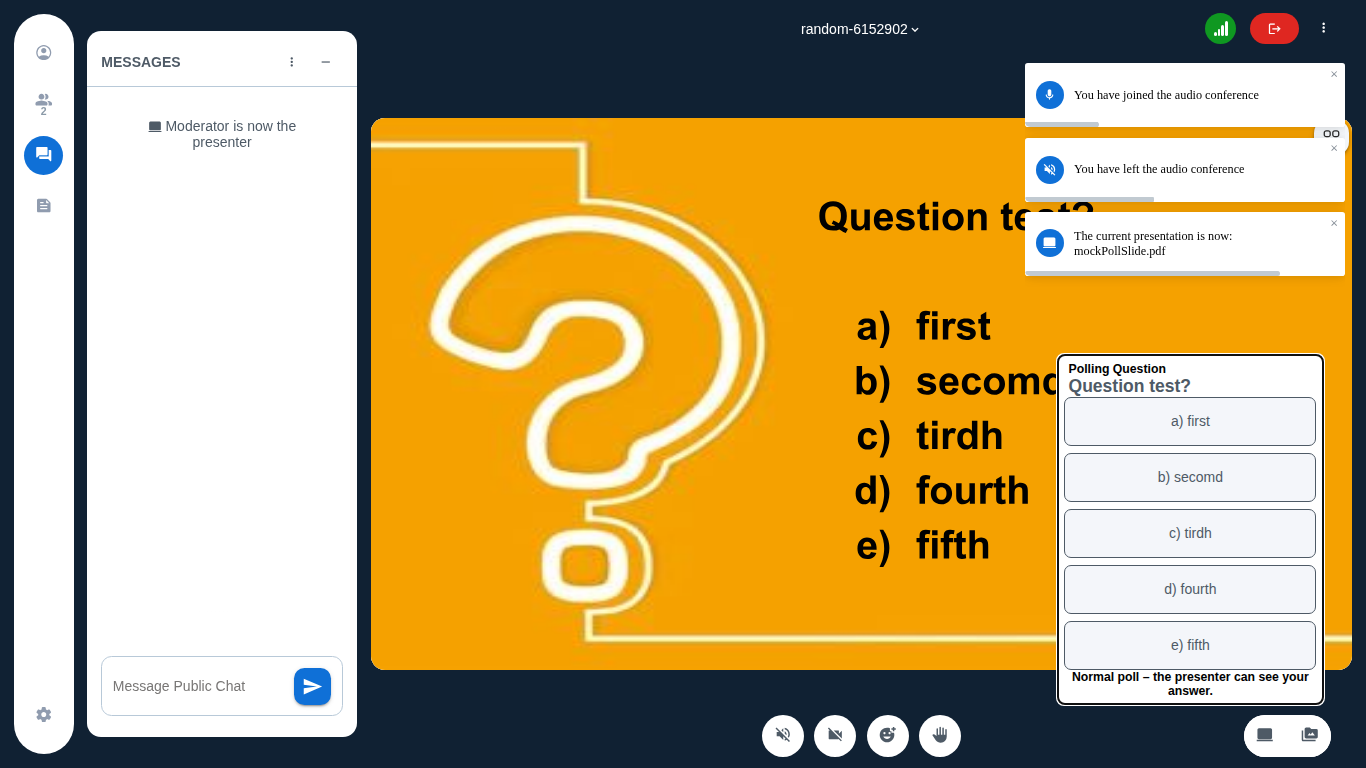 random-6152902
2
MESSAGES
Moderator is now the
presenter
Message Public Chat
You have joined the audio conference
You have left the audio conference
The current presentation is now:
mockPollSlide.pdf
Question test?
a) first
b) secomd
c) tirdh
d) fourth
e) fifth
Polling Question
Question test?
a) first
b) secomd
c) tirdh
d) fourth
e) fifth
Normal poll – the presenter can see your
answer.